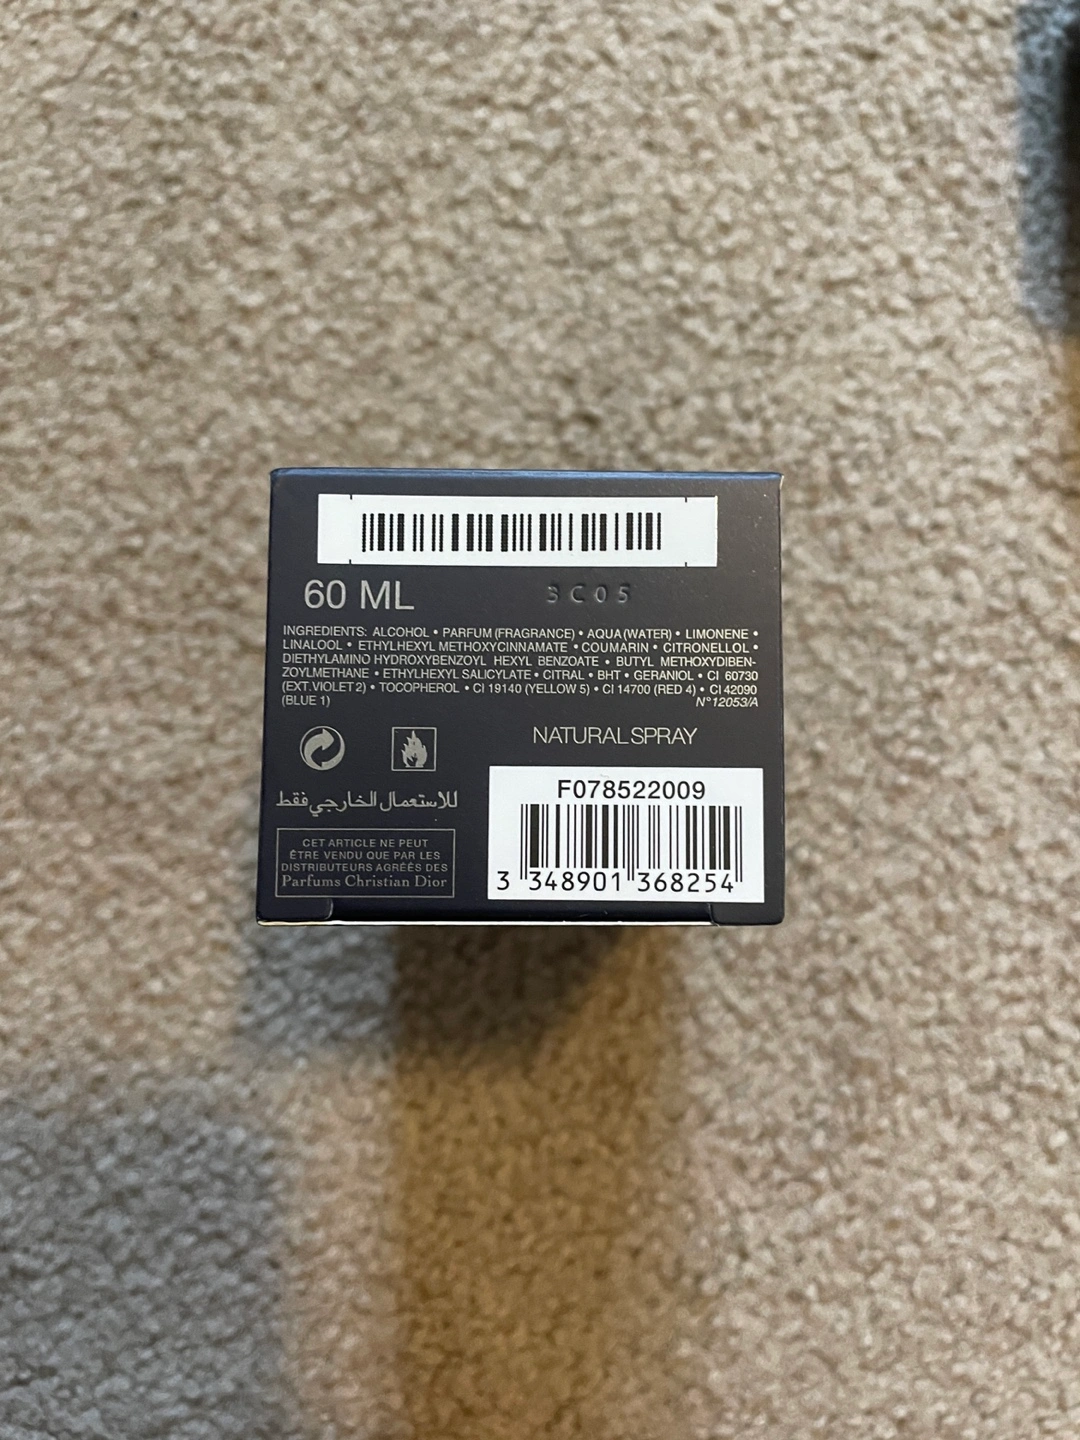 60 ML
3C05
INGREDIENTS: ALCOHOL • PARFUM (FRAGRANCE) • AQUA (WATER) • LIMONENE •
LINALOOL • ETHYLHEXYL METHOXYCINNAMATE • COUMARIN • CITRONELLOL •
DIETHYLAMINO HYDROXYBENZOYL HEXYL BENZOATE • BUTYL METHOXYDIBEN-
ZOYLMETHANE • ETHYLHEXYL SALICYLATE • CITRAL • BHT • GERANIOL • CI 60730
(EXT. VIOLET 2) • TOCOPHEROL • CI 19140 (YELLOW 5) • CI 14700 (RED 4) • CI 42090
(BLUE 1) N°12053/A
NATURAL SPRAY
للاستعمال الخارجي فقط
CET ARTICLE NE PEUT
ÊTRE VENDU QUE PAR LES
DISTRIBUTEURS AGRÉÉS DES
Parfums Christian Dior
F078522009
3 348901 368254